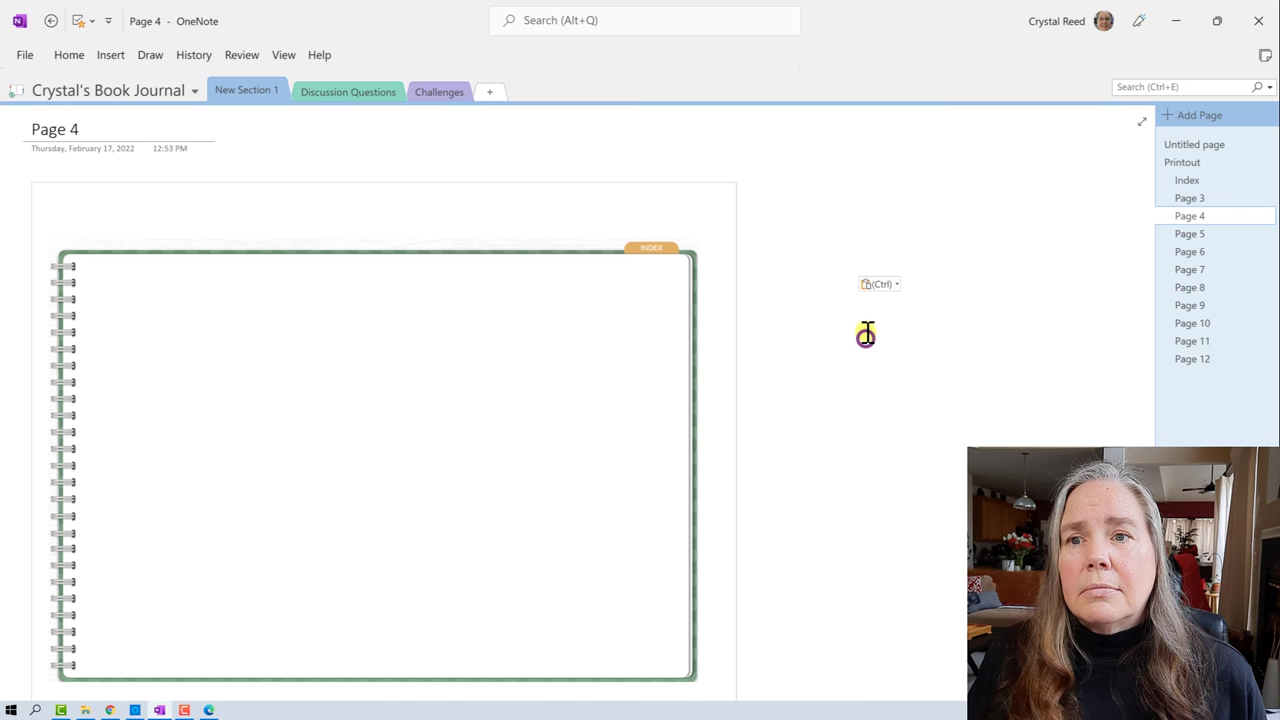 Page 4 - OneNote
Search (Alt+Q)
Crystal Reed
File Home Insert Draw History Review View Help
Crystal's Book Journal
New Section 1
Discussion Questions
Challenges
+
Search (Ctrl+E)
Page 4
Thursday, February 17, 2022 12:53 PM
Add Page
Untitled page
Printout
Index
Page 3
Page 4
Page 5
Page 6
Page 7
Page 8
Page 9
Page 10
Page 11
Page 12
INDEX
(Ctrl)